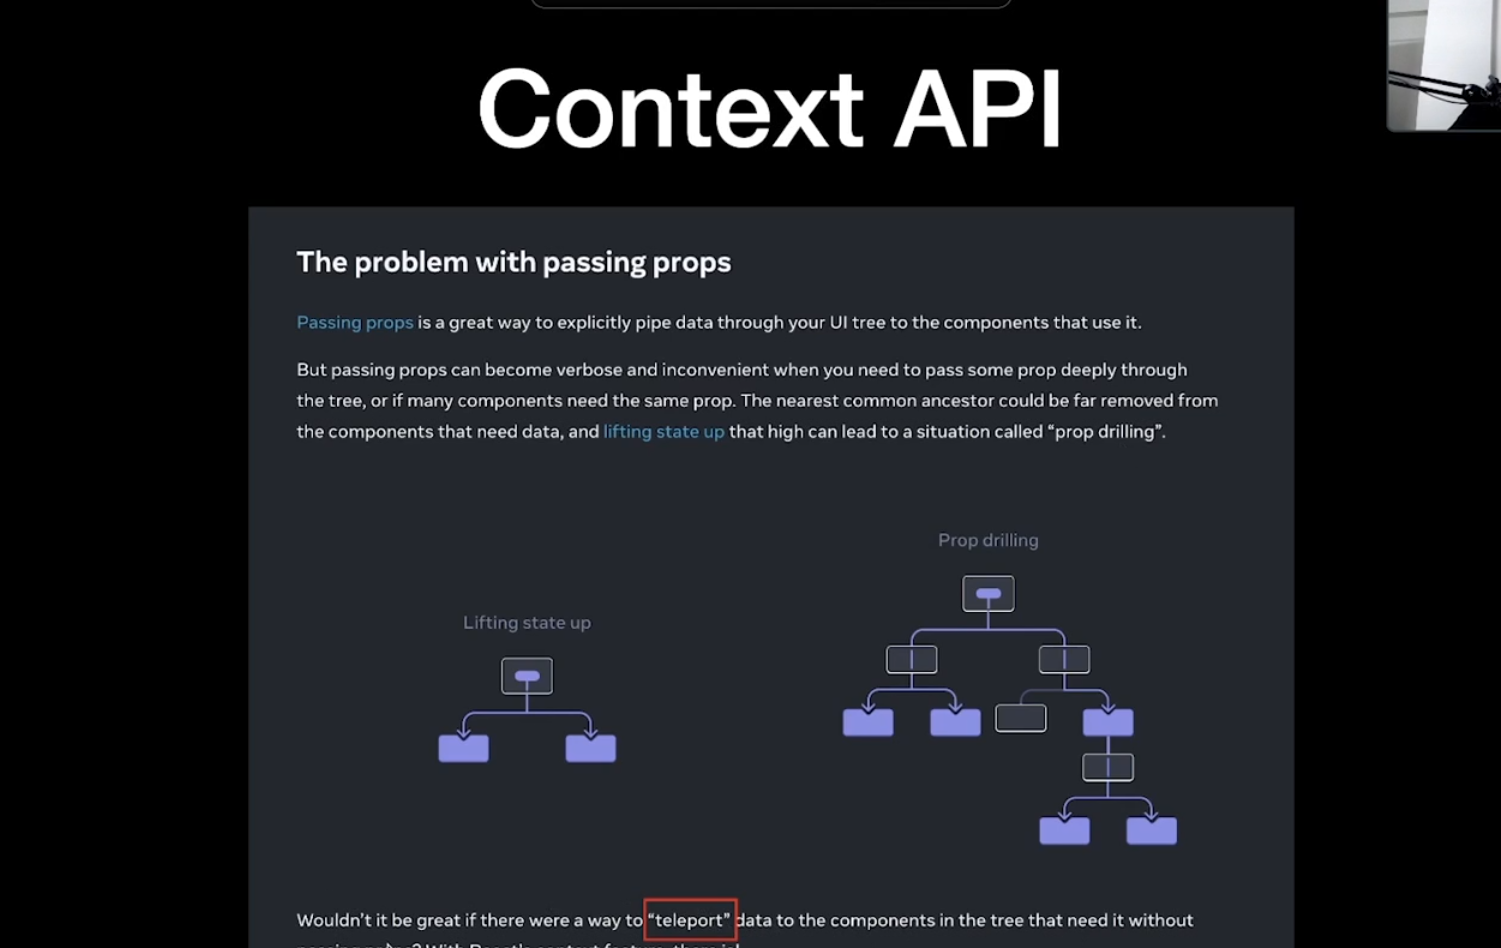 Context API
The problem with passing props
Passing props is a great way to explicitly pipe data through your UI tree to the components that use it.
But passing props can become verbose and inconvenient when you need to pass some prop deeply through
the tree, or if many components need the same prop. The nearest common ancestor could be far removed from
the components that need data, and lifting state up that high can lead to a situation called “prop drilling”.
Prop drilling
Lifting state up
Wouldn’t it be great if there were a way to “teleport” data to the components in the tree that need it without